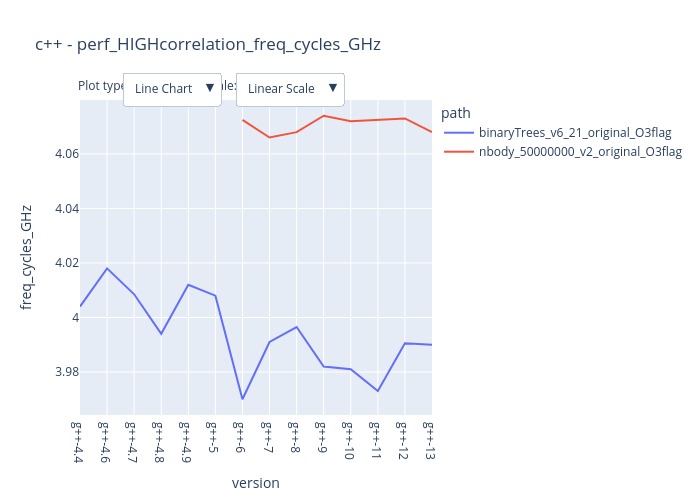 c++ - perf_HIGHcorrelation_freq_cycles_GHz
Plot type
Line Chart ▼
ale:
Linear Scale ▼
path
binaryTrees_v6_21_original_O3flag
nbody_50000000_v2_original_O3flag
freq_cycles_GHz
4.06
4.04
4.02
4
3.98
g++-4.4
g++-4.6
g++-4.7
g++-4.8
g++-4.9
g++-5
g++-6
g++-7
g++-8
g++-9
g++-10
g++-11
g++-12
g++-13
version